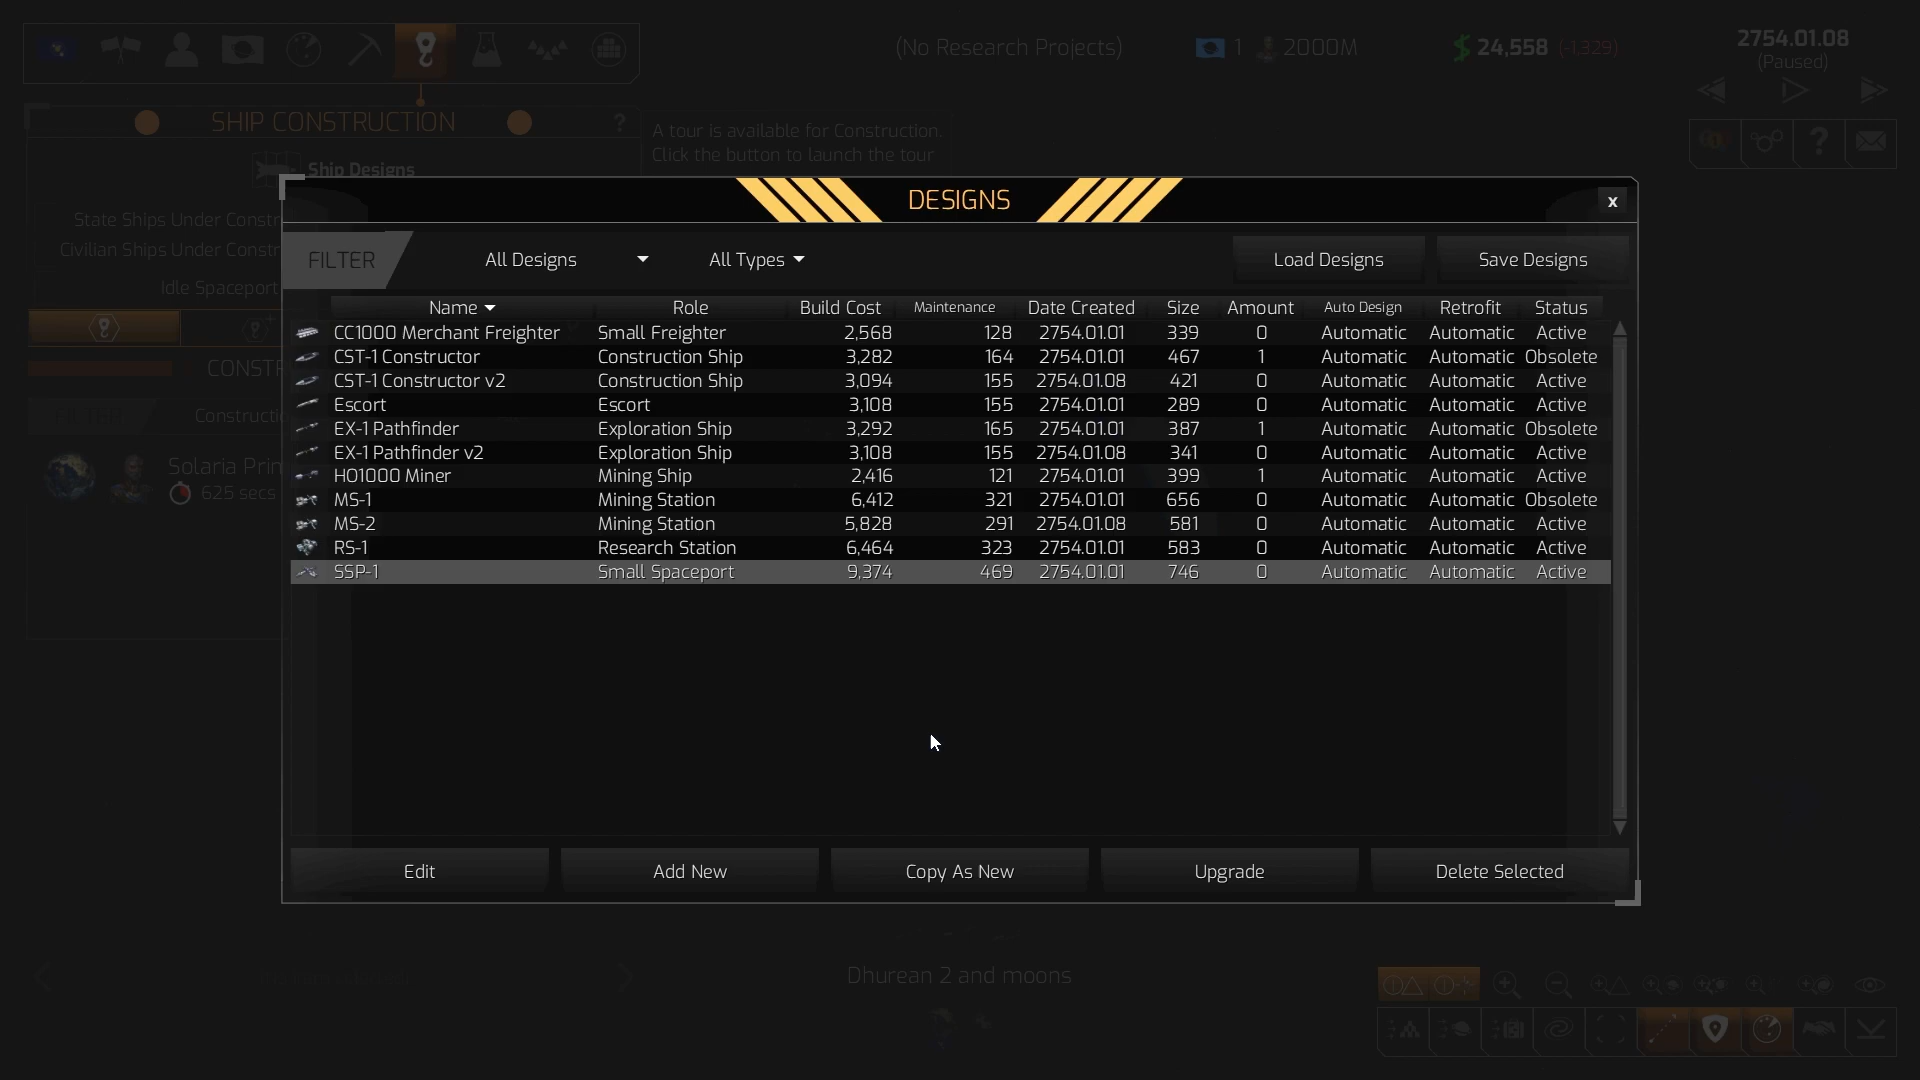 (No Research Projects)
1
2000M
24,558 (-1,329)
2754.01.08
(Paused)
SHIP CONSTRUCTION
?
A tour is available for Construction.
Click the button to launch the tour
Ship Designs
State Ships Under Constr
Civilian Ships Under Constr
Idle Spaceport
CONSTR
FILTER
Constructio
Solaria Prin
625 secs
DESIGNS
x
FILTER
All Designs
All Types
Load Designs
Save Designs
Name Role Build Cost Maintenance Date Created Size Amount Auto Design Retrofit Status
CC1000 Merchant Freighter Small Freighter 2,568 128 2754.01.01 339 0 Automatic Automatic Active
CST-1 Constructor Construction Ship 3,282 164 2754.01.01 467 1 Automatic Automatic Obsolete
CST-1 Constructor v2 Construction Ship 3,094 155 2754.01.08 421 0 Automatic Automatic Active
Escort Escort 3,108 155 2754.01.01 289 0 Automatic Automatic Active
EX-1 Pathfinder Exploration Ship 3,292 165 2754.01.01 387 1 Automatic Automatic Obsolete
EX-1 Pathfinder v2 Exploration Ship 3,108 155 2754.01.08 341 0 Automatic Automatic Active
HO1000 Miner Mining Ship 2,416 121 2754.01.01 399 1 Automatic Automatic Active
MS-1 Mining Station 6,412 321 2754.01.01 656 0 Automatic Automatic Obsolete
MS-2 Mining Station 5,828 291 2754.01.08 581 0 Automatic Automatic Active
RS-1 Research Station 6,464 323 2754.01.01 583 0 Automatic Automatic Active
SSP-1 Small Spaceport 9,374 469 2754.01.01 746 0 Automatic Automatic Active
Edit
Add New
Copy As New
Upgrade
Delete Selected
Dhurean 2 and moons